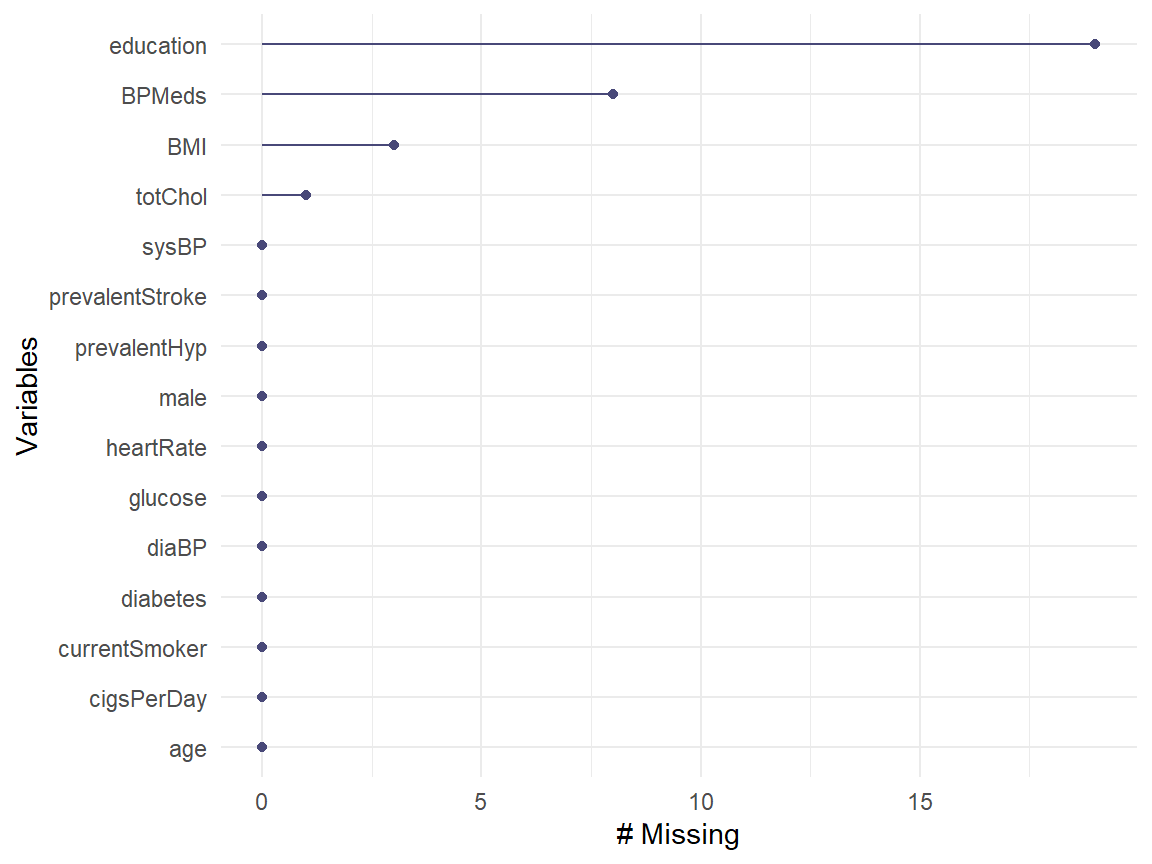 education
BPMeds
BMI
totChol
sysBP
prevalentStroke
prevalentHyp
male
heartRate
glucose
diaBP
diabetes
currentSmoker
cigsPerDay
age
Variables
0 5 10 15
# Missing